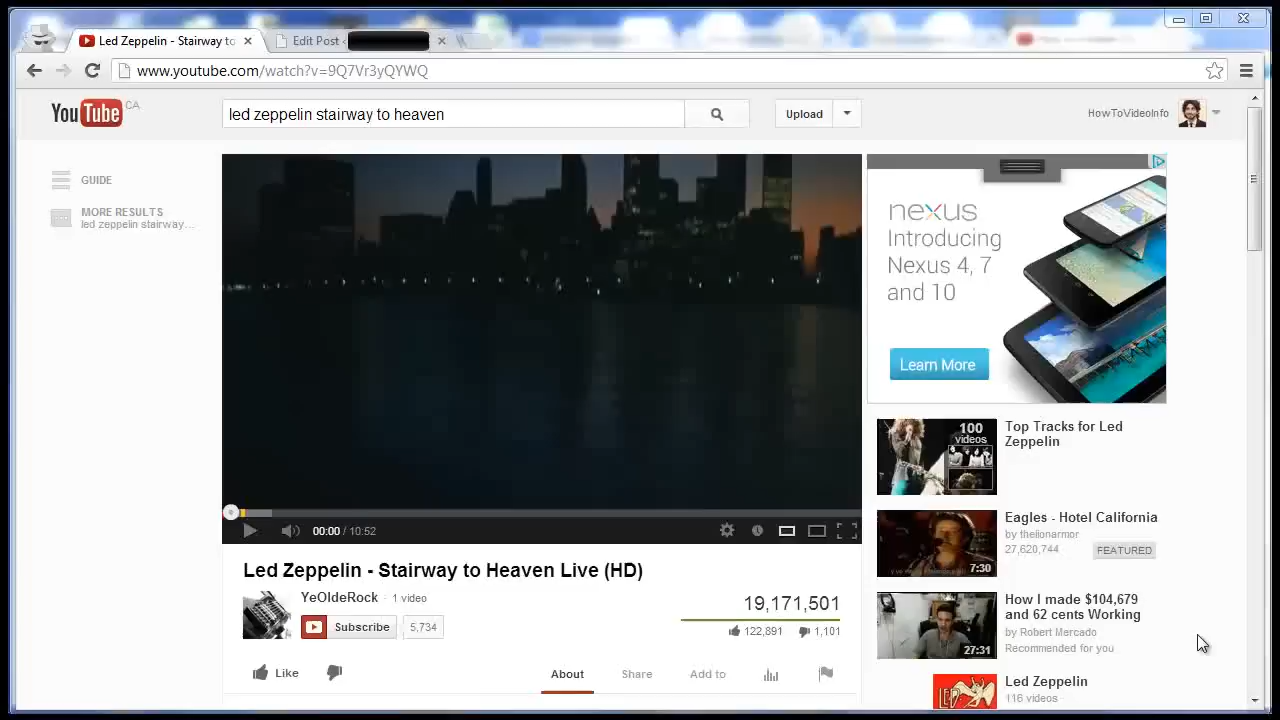 Led Zeppelin - Stairway to
Edit Post
www.youtube.com/watch?v=9Q7Vr3yQYWQ
YouTube CA
led zeppelin stairway to heaven
Upload
HowToVideoInfo
GUIDE
MORE RESULTS
led zeppelin stairway...
nexus
Introducing
Nexus 4, 7
and 10
Learn More
00:00 / 10:52
Led Zeppelin - Stairway to Heaven Live (HD)
YeOldeRock · 1 video
Subscribe 5,734
19,171,501
122,891 1,101
Like
About Share Add to
100
videos
Top Tracks for Led
Zeppelin
Eagles - Hotel California
by thelionarmor
27,620,744
FEATURED
7:30
How I made $104,679
and 62 cents Working
by Robert Mercado
Recommended for you
27:31
LED
Led Zeppelin
116 videos